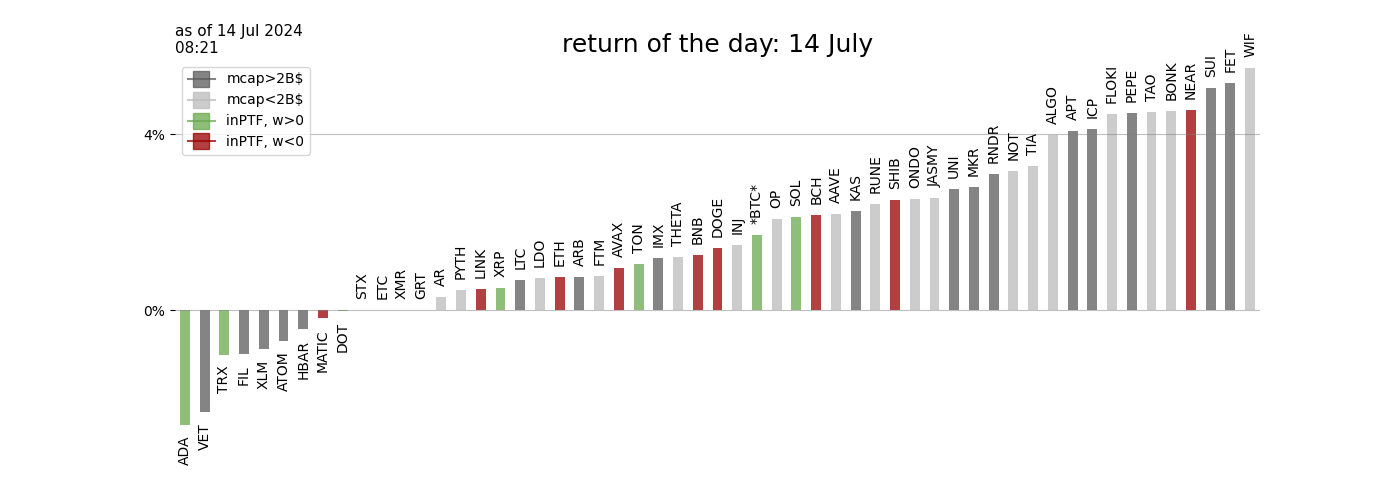 as of 14 Jul 2024
08:21
return of the day: 14 July
mcap>2B$
mcap<2B$
inPTF, w>0
inPTF, w<0
4%
0%
ADA
VET
TRX
FIL
XLM
ATOM
HBAR
MATIC
DOT
STX
ETC
XMR
GRT
AR
PYTH
LINK
XRP
LTC
LDO
ETH
ARB
FTM
AVAX
TON
IMX
THETA
BNB
DOGE
INJ
*BTC*
OP
SOL
BCH
AAVE
KAS
RUNE
SHIB
ONDO
JASMY
UNI
MKR
RNDR
NOT
TIA
ALGO
APT
ICP
FLOKI
PEPE
TAO
BONK
NEAR
SUI
FET
WIF